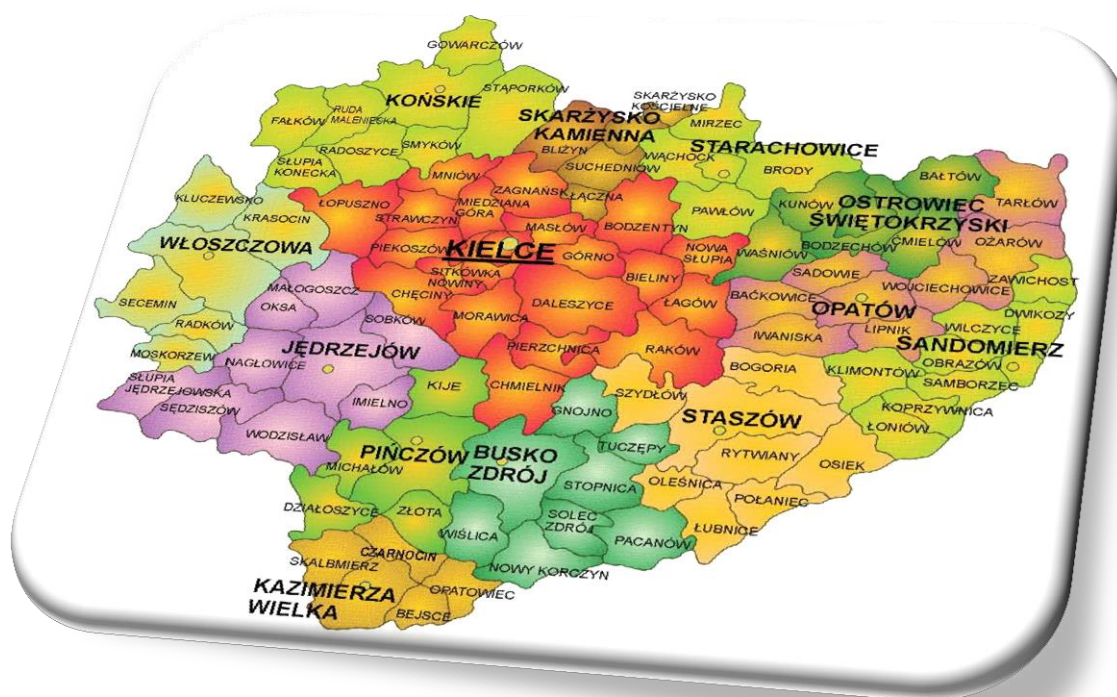 GOWARCZÓW
STĄPORKÓW
KOŃSKIE
RUDA
MALENIECKA
FAŁKÓW
RADOSZYCE
SMYKÓW
SŁUPIA
KONECKA
SKARŻYSKO
KOŚCIELNE
SKARŻYSKO
KAMIENNA
MIRZEC
BLIŻYN
SUCHEDNIÓW
WĄCHOCK
STARACHOWICE
BRODY
ŁĄCZNA
MNIÓW
ZAGNAŃSK
BAŁTÓW
KLUCZEWSKO
KRASOCIN
ŁOPUSZNO
STRAWCZYN
MIEDZIANA
GÓRA
MASŁÓW
BODZENTYN
PAWŁÓW
KUNÓW
OSTROWIEC
ŚWIĘTOKRZYSKI
TARŁÓW
WŁOSZCZOWA
PIEKOSZÓW
KIELCE
GÓRNO
NOWA
SŁUPIA
WAŚNIÓW
BODZECHÓW
ĆMIELÓW
OŻARÓW
SITKÓWKA
NOWINY
BIELINY
SADOWIE
WOJCIECHOWICE
ZAWICHOST
MAŁOGOSZCZ
CHĘCINY
DALESZYCE
ŁAGÓW
BAĆKOWICE
OPATÓW
DWIKOZY
SECEMIN
OKSA
SOBKÓW
MORAWICA
IWANISKA
LIPNIK
WILCZYCE
RADKÓW
JĘDRZEJÓW
PIERZCHNICA
RAKÓW
SANDOMIERZ
MOSKORZEW
NAGŁOWICE
BOGORIA
KLIMONTÓW
OBRAZÓW
SAMBORZEC
SŁUPIA
JĘDRZEJOWSKA
KIJE
CHMIELNIK
SZYDŁÓW
SĘDZISZÓW
IMIELNO
GNOJNO
STASZÓW
KOPRZYWNICA
ŁONIÓW
WODZISŁAW
PIŃCZÓW
BUSKO
ZDRÓJ
TUCZĘPY
RYTWIANY
OSIEK
MICHAŁÓW
STOPNICA
OLEŚNICA
POŁANIEC
DZIAŁOSZYCE
ZŁOTA
WIŚLICA
SOLEC
ZDRÓJ
PACANÓW
ŁUBNICE
CZARNOCIN
SKALBMIERZ
NOWY KORCZYN
KAZIMIERZA
WIELKA
OPATOWIEC
BEJSCE